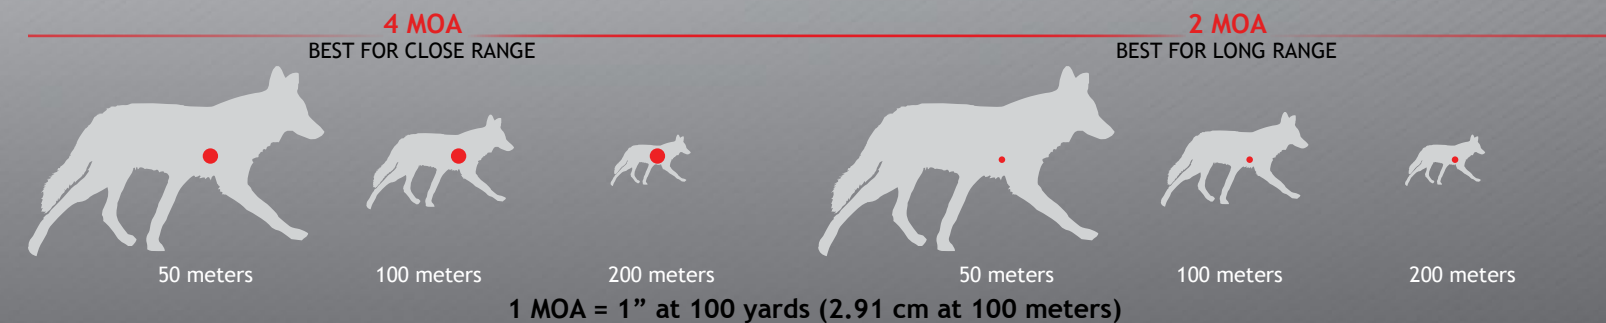 4 MOA
BEST FOR CLOSE RANGE
50 meters
100 meters
200 meters
2 MOA
BEST FOR LONG RANGE
50 meters
100 meters
200 meters
1 MOA = 1” at 100 yards (2.91 cm at 100 meters)